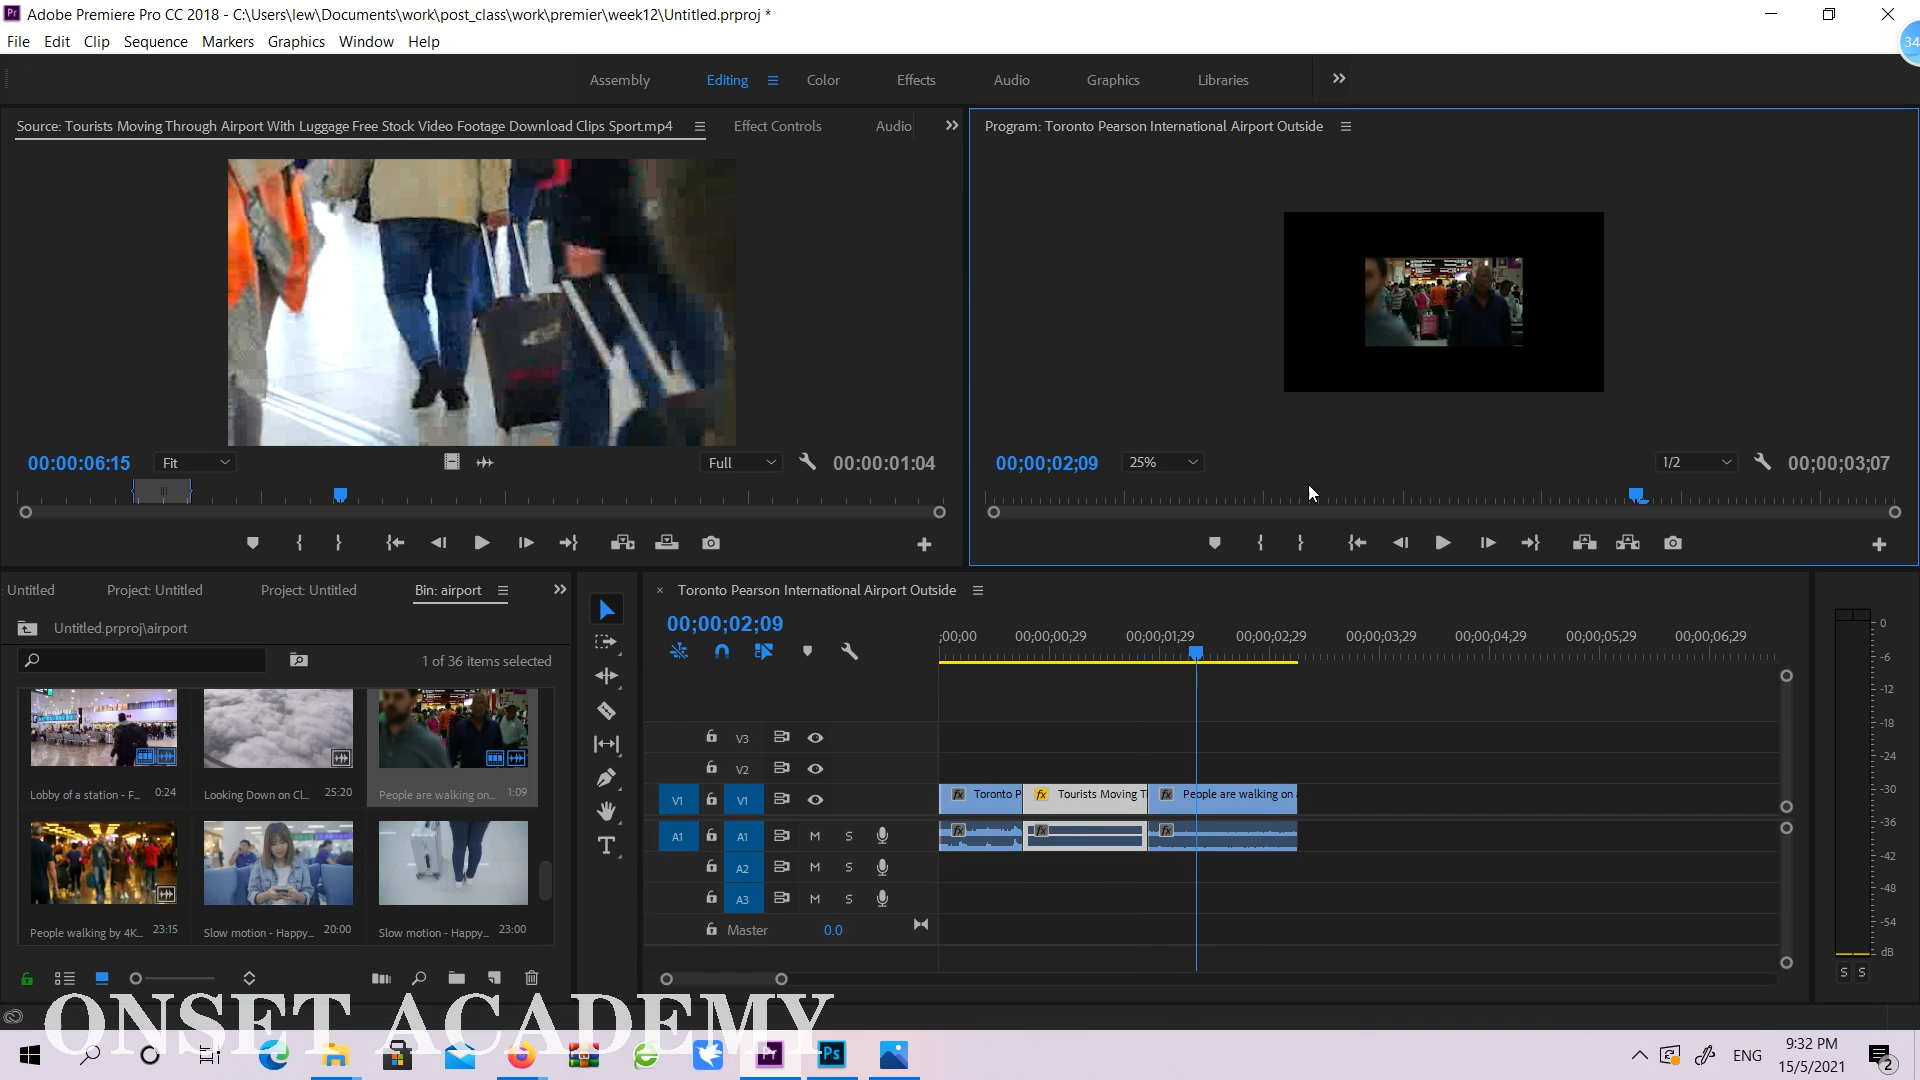 Adobe Premiere Pro CC 2018 - C:\Users\lew\Documents\work\post_class\work\premier\week12\Untitled.prproj *
File Edit Clip Sequence Markers Graphics Window Help
34
Assembly Editing Color Effects Audio Graphics Libraries
Source: Tourists Moving Through Airport With Luggage Free Stock Video Footage Download Clips Sport.mp4 Effect Controls Audio
Program: Toronto Pearson International Airport Outside
00:00:06:15 Fit Full 00:00:01:04
00;00;02;09 25% 1/2 00;00;03;07
Untitled Project: Untitled Project: Untitled Bin: airport
Untitled.prproj\airport
1 of 36 items selected
Lobby of a station - F... 0:24
Looking Down on Cl... 25:20
People are walking on... 1:09
People walking by 4K... 23:15
Slow motion - Happy... 20:00
Slow motion - Happy... 23:00
× Toronto Pearson International Airport Outside
00;00;02;09
;00;00 00;00;00;29 00;00;01;29 00;00;02;29 00;00;03;29 00;00;04;29 00;00;05;29 00;00;06;29
V3
V2
V1 V1 fx Toronto P fx Tourists Moving T fx People are walking on
A1 A1 M S fx fx fx
A2 M S
A3 M S
Master 0.0
0
-6
-12
-18
-24
-30
-36
-42
-48
-54
dB
S S
ONSET ACADEMY
Pr Ps
ENG
9:32 PM
15/5/2021
2